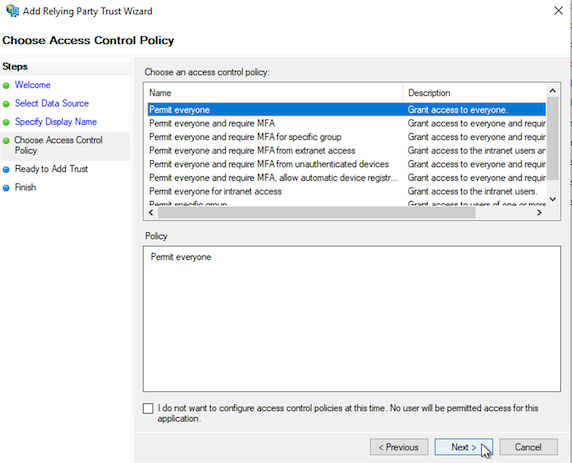 Add Relying Party Trust Wizard
Choose Access Control Policy
Steps
Welcome
Select Data Source
Specify Display Name
Choose Access Control
Policy
Ready to Add Trust
Finish
Choose an access control policy:
Name Description
Permit everyone Grant access to everyone.
Permit everyone and require MFA Grant access to everyone and requir
Permit everyone and require MFA for specific group Grant access to everyone and requir
Permit everyone and require MFA from extranet access Grant access to the intranet users an
Permit everyone and require MFA from unauthenticated devices Grant access to everyone and requir
Permit everyone and require MFA, allow automatic device registr... Grant access to everyone and requir
Permit everyone for intranet access Grant access to the intranet users.
Permit specific group Grant access to users of one or more
Policy
Permit everyone
I do not want to configure access control policies at this time. No user will be permitted access for this
application.
< Previous Next > Cancel